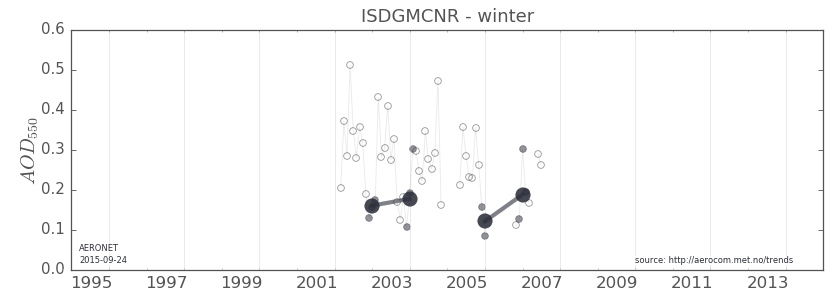 ISDGMCNR - winter
0.6
0.5
0.4
0.3
0.2
0.1
0.0
AOD550
AERONET
2015-09-24
source: http://aerocom.met.no/trends
1995 1997 1999 2001 2003 2005 2007 2009 2011 2013